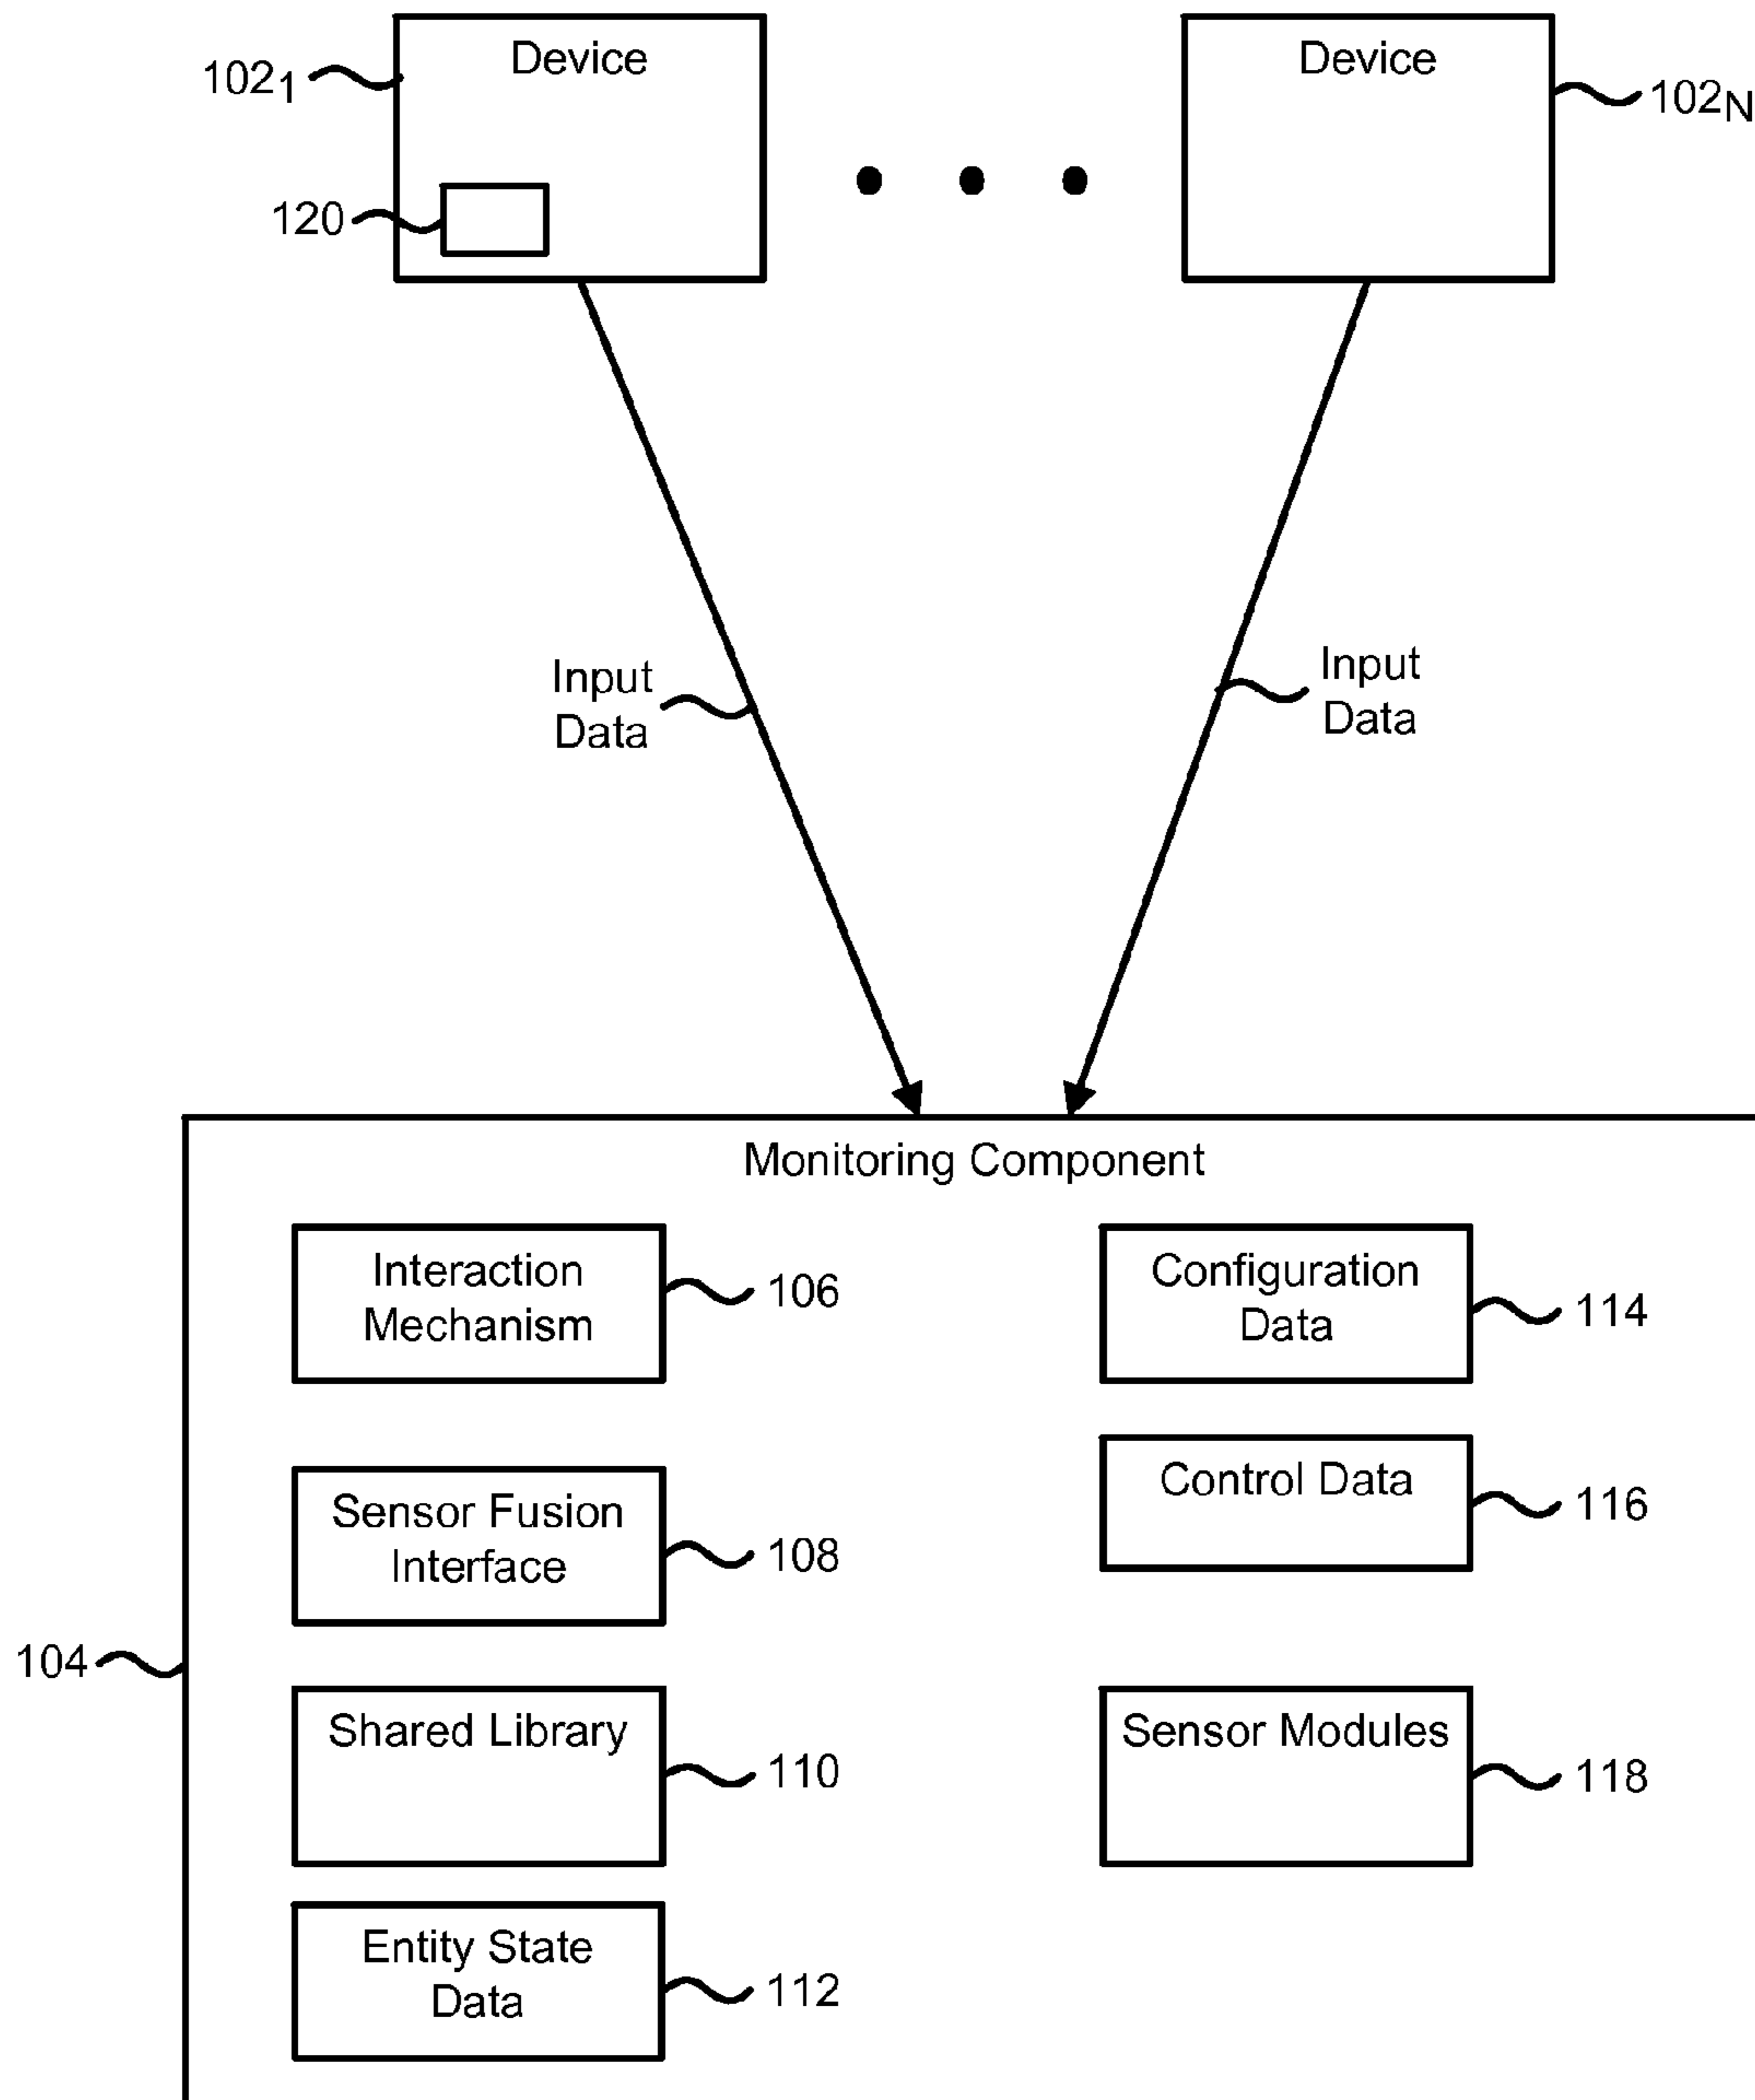 Device
Device
102₁
102N
120
Input
Data
Input
Data
Monitoring Component
Interaction
Mechanism
106
Configuration
Data
114
Control Data
116
Sensor Fusion
Interface
108
104
Shared Library
110
Sensor Modules
118
Entity State
Data
112